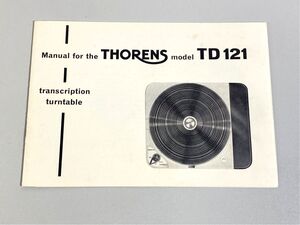 Manual for the THORENS model TD 121
transcription
turntable